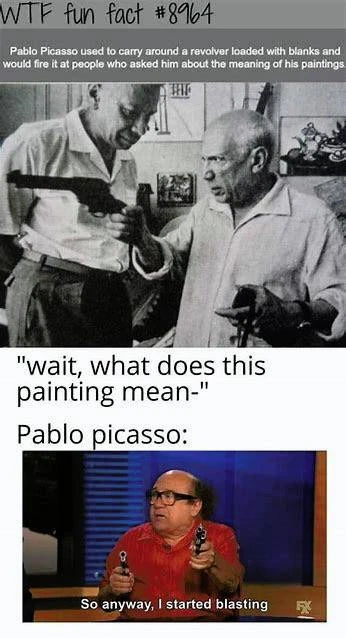 WTF fun fact #8964
Pablo Picasso used to carry around a revolver loaded with blanks and
would fire it at people who asked him about the meaning of his paintings.
"wait, what does this
painting mean-"
Pablo picasso:
So anyway, I started blasting
FX